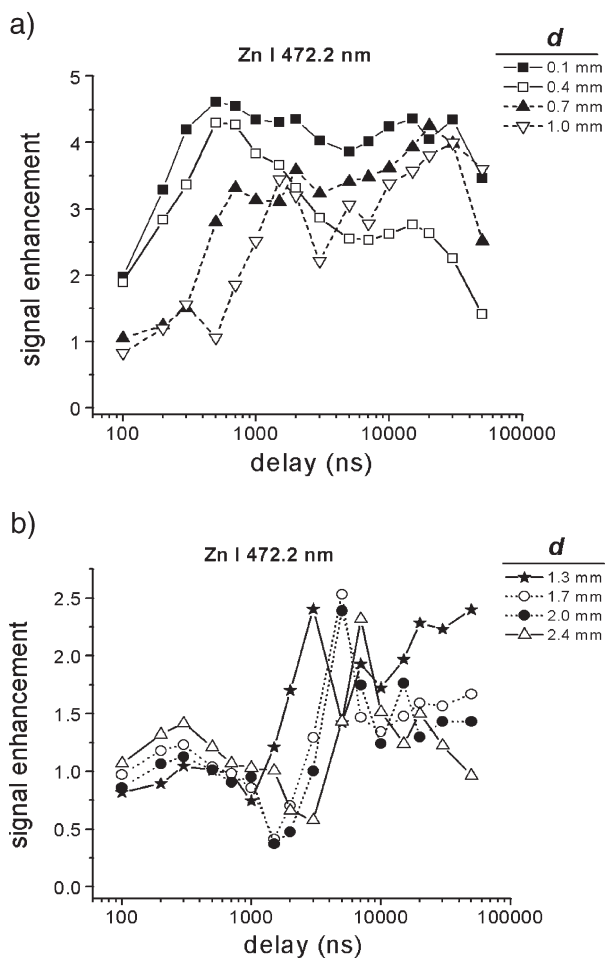 a)
Zn I 472.2 nm
d
0.1 mm
0.4 mm
0.7 mm
1.0 mm
5
4
3
2
1
0
signal enhancement
100
1000
10000
100000
delay (ns)
b)
Zn I 472.2 nm
d
1.3 mm
1.7 mm
2.0 mm
2.4 mm
2.5
2.0
1.5
1.0
0.5
0.0
signal enhancement
100
1000
10000
100000
delay (ns)